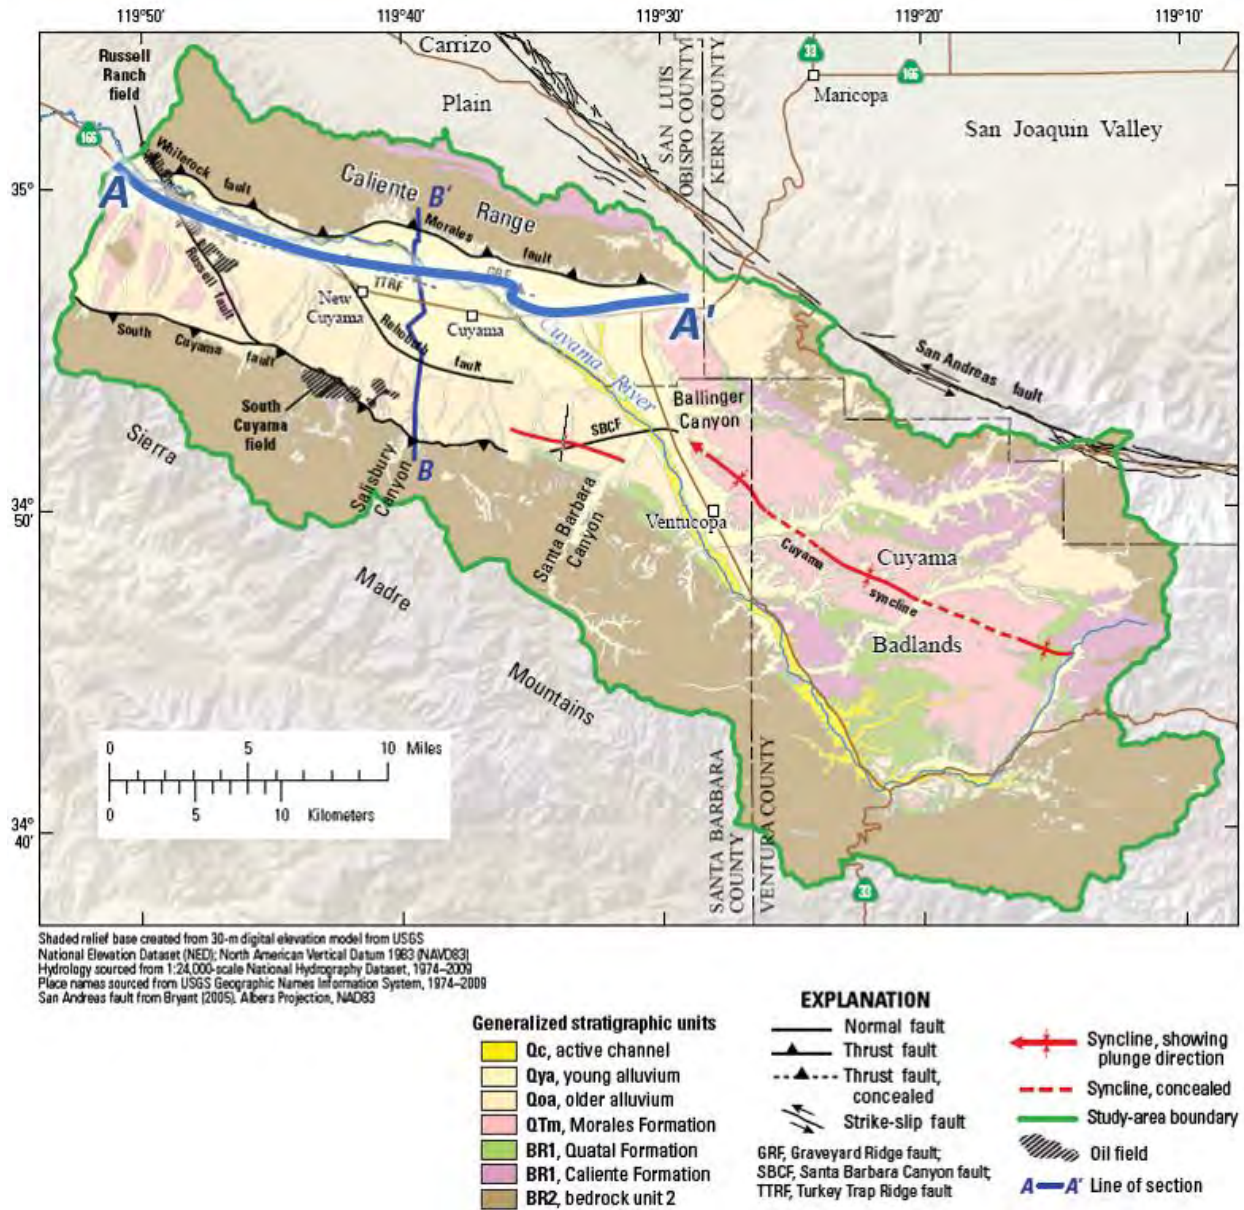 119°50'
119°40'
119°30'
119°20'
119°10'
Russell
Ranch
field
Carrizo
Plain
33
166
Maricopa
San Joaquin Valley
SAN LUIS
OBISPO COUNTY
KERN COUNTY
166
35°
Whiterock fault
Caliente Range
A
B'
Morales fault
Russell fault
GRF
TTRF
New
Cuyama
Cuyama
Rehoboth fault
A'
Cuyama River
San Andreas fault
South Cuyama fault
South
Cuyama
field
Ballinger
Canyon
SBCF
Sierra
Salisbury
Canyon
B
34°
50'
Santa Barbara
Canyon
Ventucopa
Cuyama
Cuyama syncline
Badlands
Madre
Mountains
0 5 10 Miles
0 5 10 Kilometers
34°
40'
SANTA BARBARA
COUNTY
VENTURA COUNTY
33
Shaded relief base created from 30-m digital elevation model from USGS
National Elevation Dataset (NED); North American Vertical Datum 1983 (NAVD83)
Hydrology sourced from 1:24,000-scale National Hydrography Dataset, 1974–2009
Place names sourced from USGS Geographic Names Information System, 1974–2009
San Andreas fault from Bryant (2005). Albers Projection, NAD83
Generalized stratigraphic units
Qc, active channel
Qya, young alluvium
Qoa, older alluvium
QTm, Morales Formation
BR1, Quatal Formation
BR1, Caliente Formation
BR2, bedrock unit 2
EXPLANATION
Normal fault
Thrust fault
Thrust fault,
concealed
Strike-slip fault
GRF, Graveyard Ridge fault;
SBCF, Santa Barbara Canyon fault;
TTRF, Turkey Trap Ridge fault
Syncline, showing
plunge direction
Syncline, concealed
Study-area boundary
Oil field
A A' Line of section